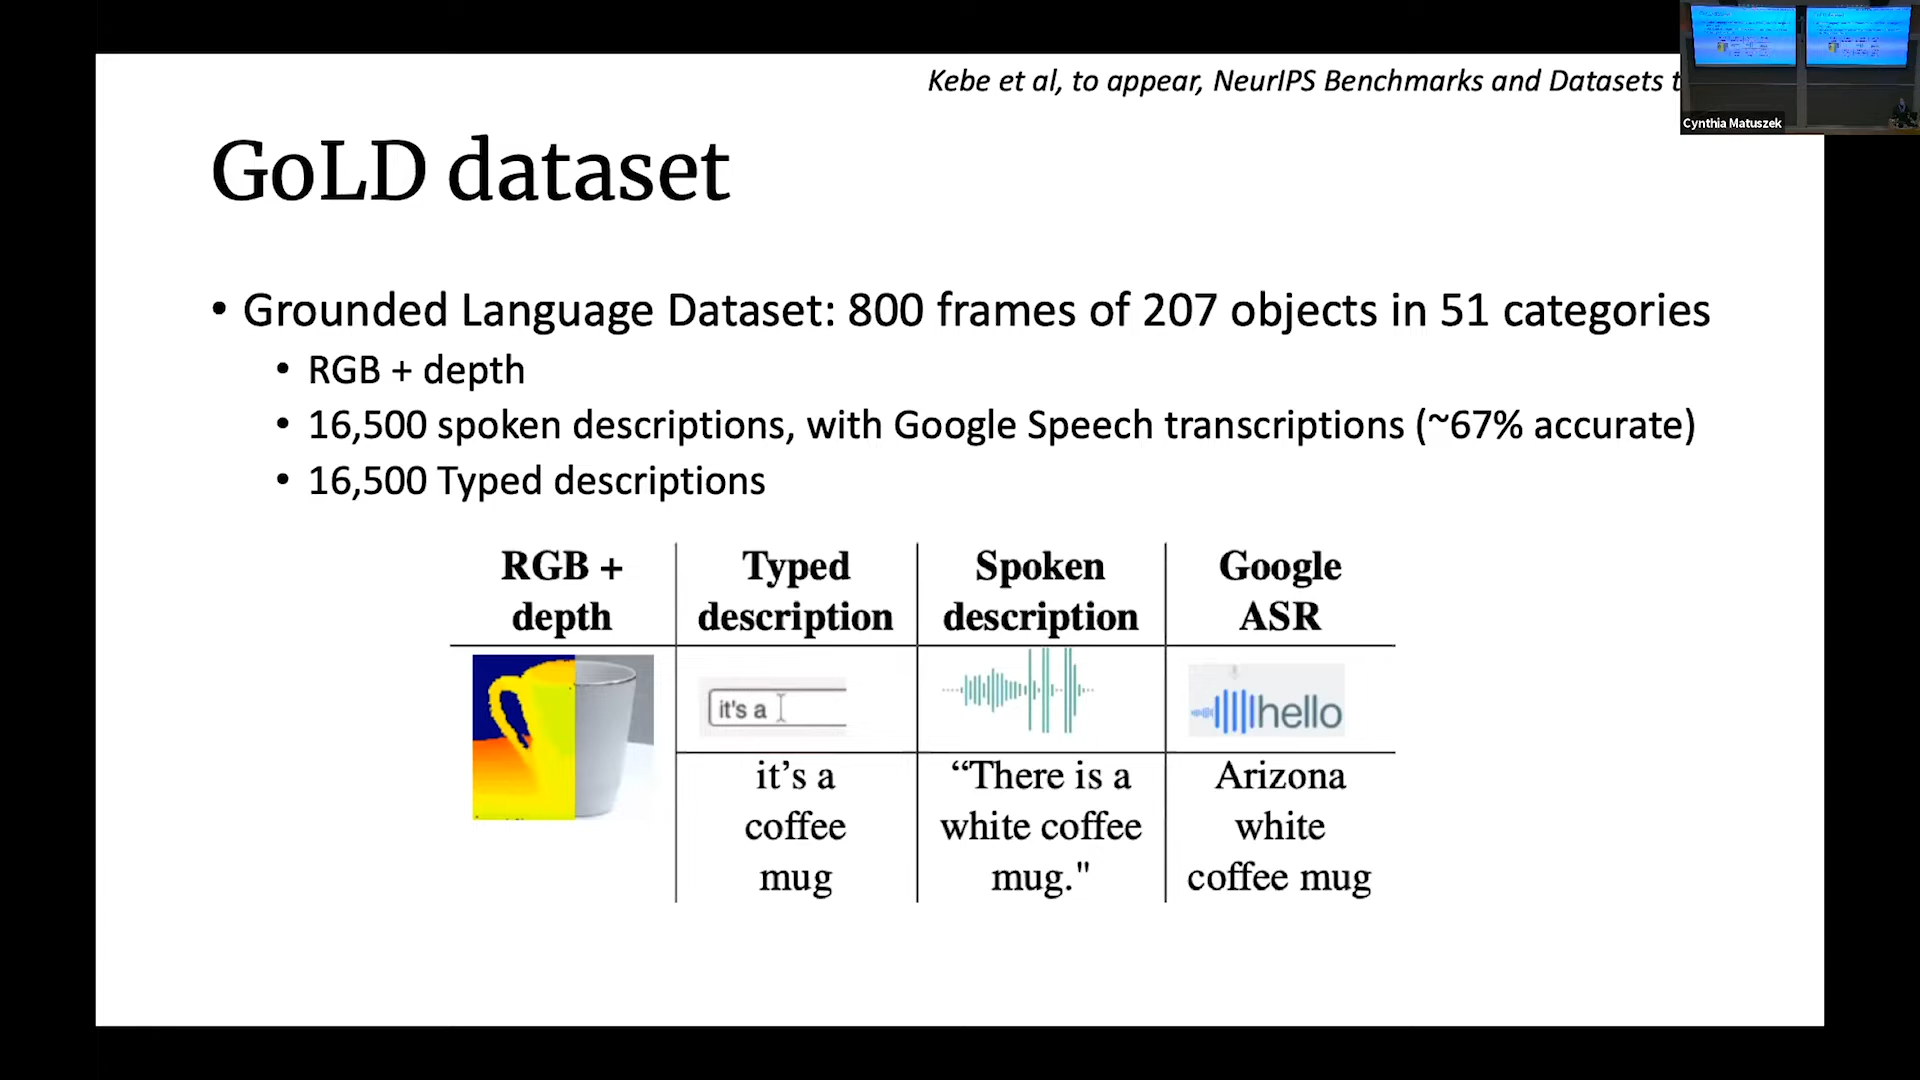 Kebe et al, to appear, NeurIPS Benchmarks and Datasets
Cynthia Matuszek
GoLD dataset
• Grounded Language Dataset: 800 frames of 207 objects in 51 categories
• RGB + depth
• 16,500 spoken descriptions, with Google Speech transcriptions (~67% accurate)
• 16,500 Typed descriptions
RGB +
depth
Typed
description
Spoken
description
Google
ASR
it's a
hello
it’s a
coffee
mug
“There is a
white coffee
mug."
Arizona
white
coffee mug